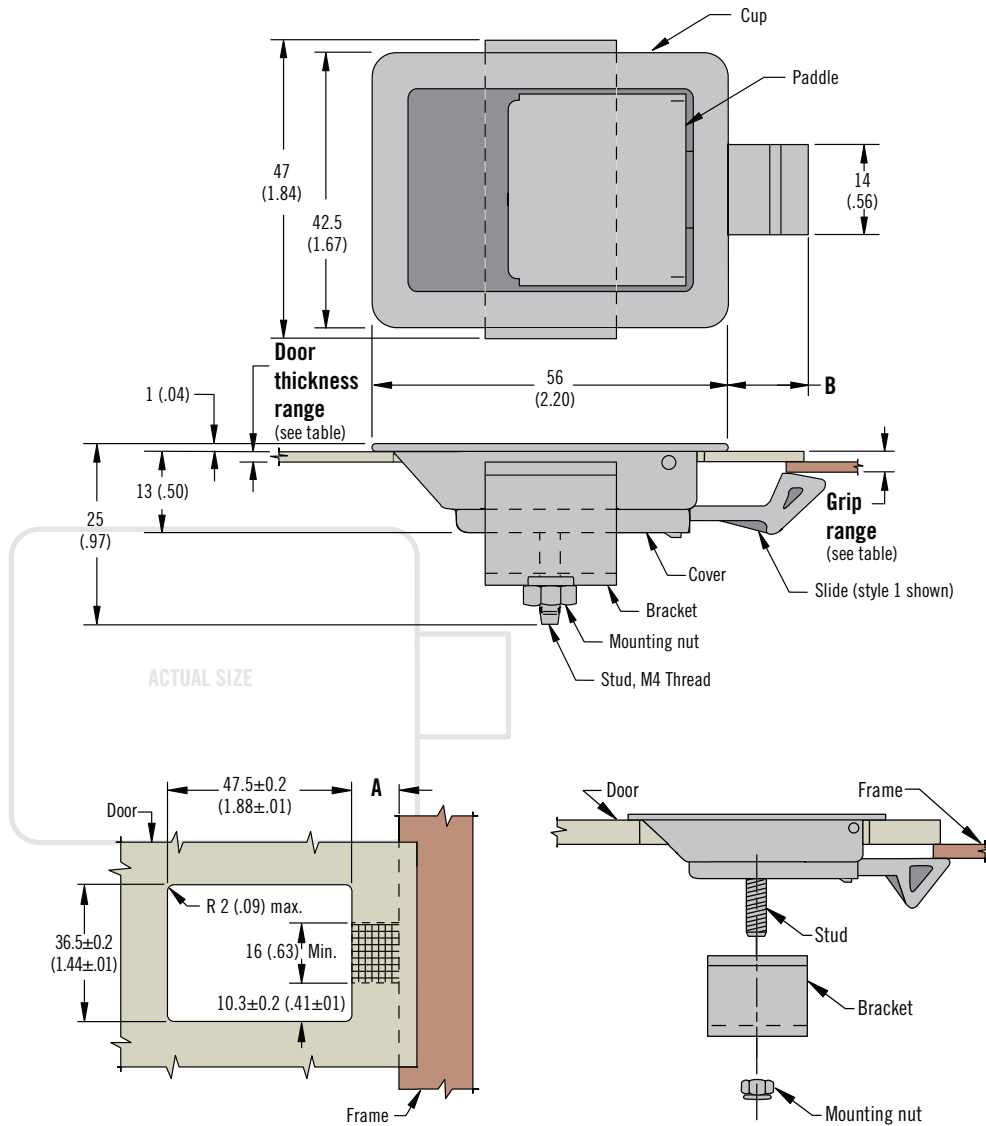 Cup
Paddle
47
(1.84)
42.5
(1.67)
14
(.56)
Door
thickness
range
(see table)
1 (.04)
56
(2.20)
B
13 (.50)
25
(.97)
Grip
range
(see table)
Cover
Slide (style 1 shown)
Bracket
Mounting nut
Stud, M4 Thread
ACTUAL SIZE
47.5±0.2
(1.88±.01)
A
Door
R 2 (.09) max.
36.5±0.2
(1.44±.01)
16 (.63) Min.
10.3±0.2 (.41±01)
Frame
Door
Frame
Stud
Bracket
Mounting nut